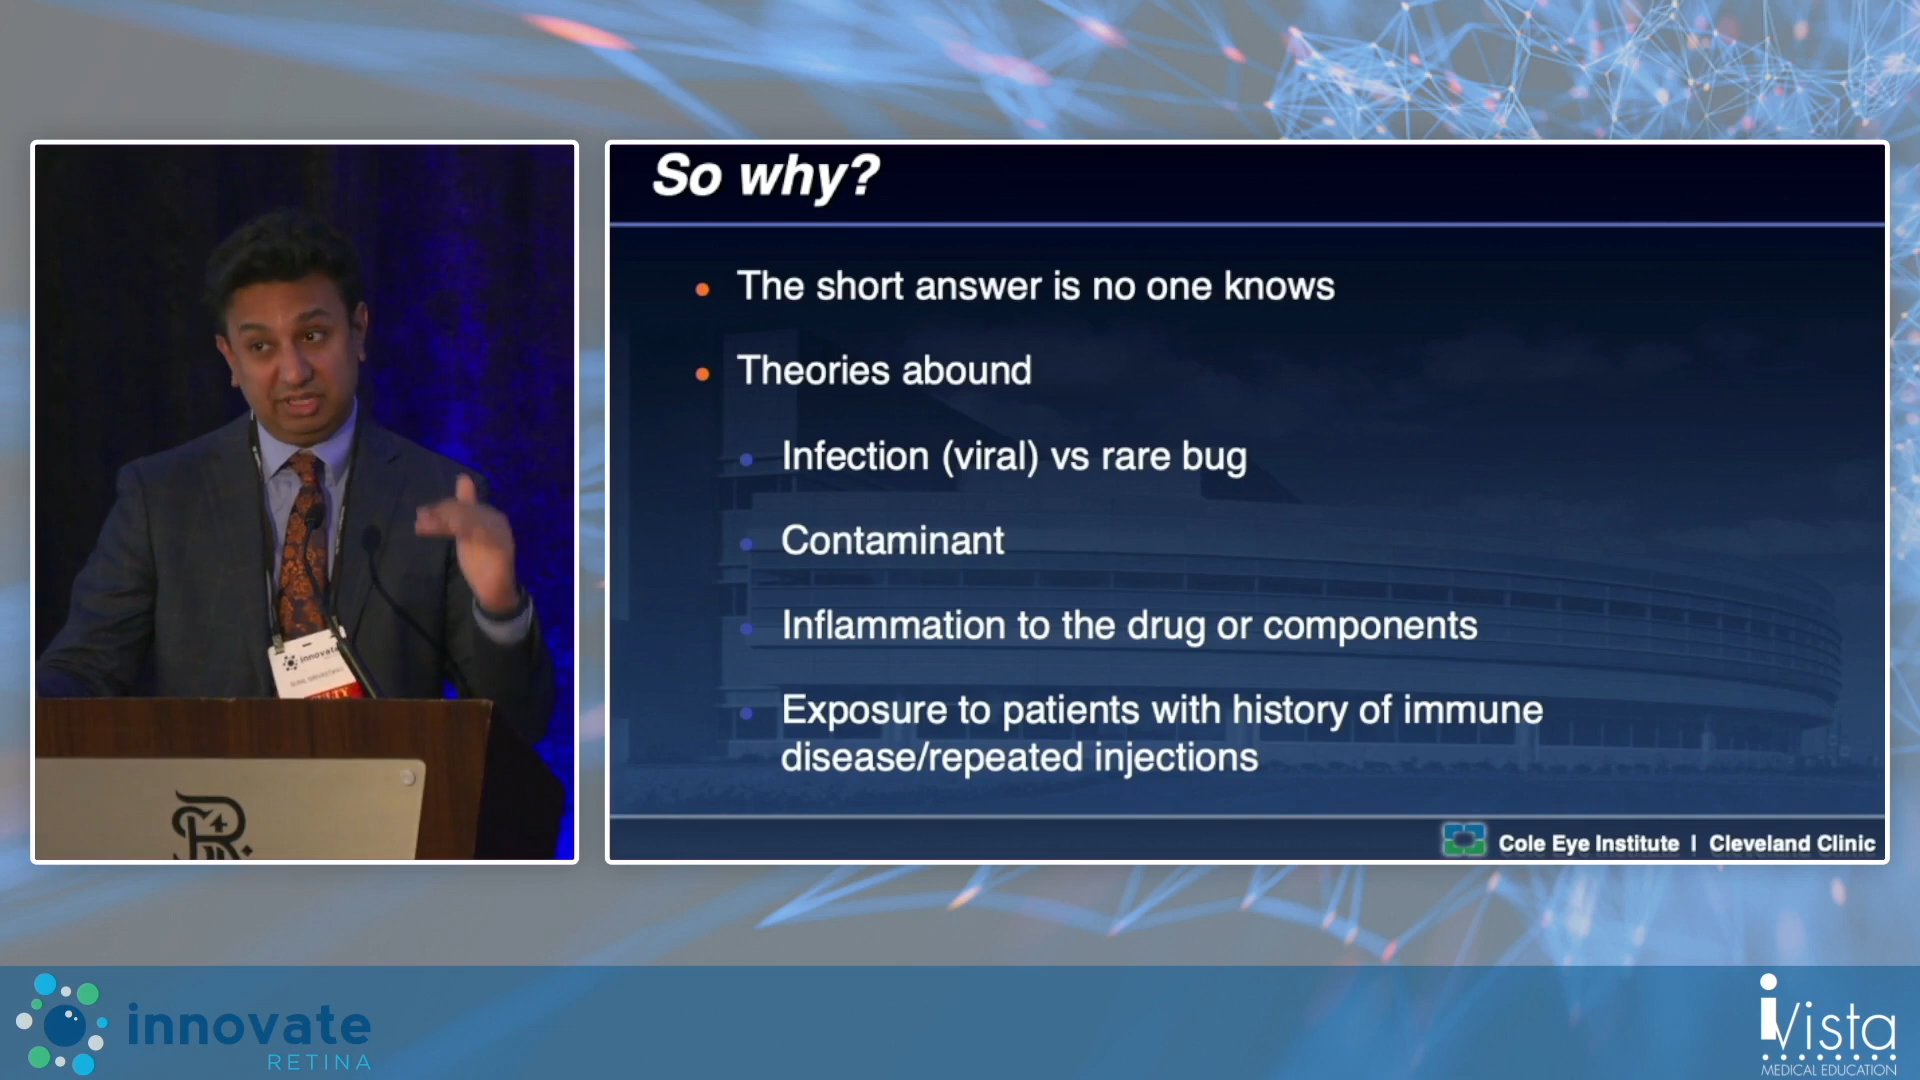 So why?
The short answer is no one knows
Theories abound
Infection (viral) vs rare bug
Contaminant
Inflammation to the drug or components
Exposure to patients with history of immune
disease/repeated injections
Cole Eye Institute | Cleveland Clinic
innovate
innovate
RETINA
iVista
MEDICAL EDUCATION